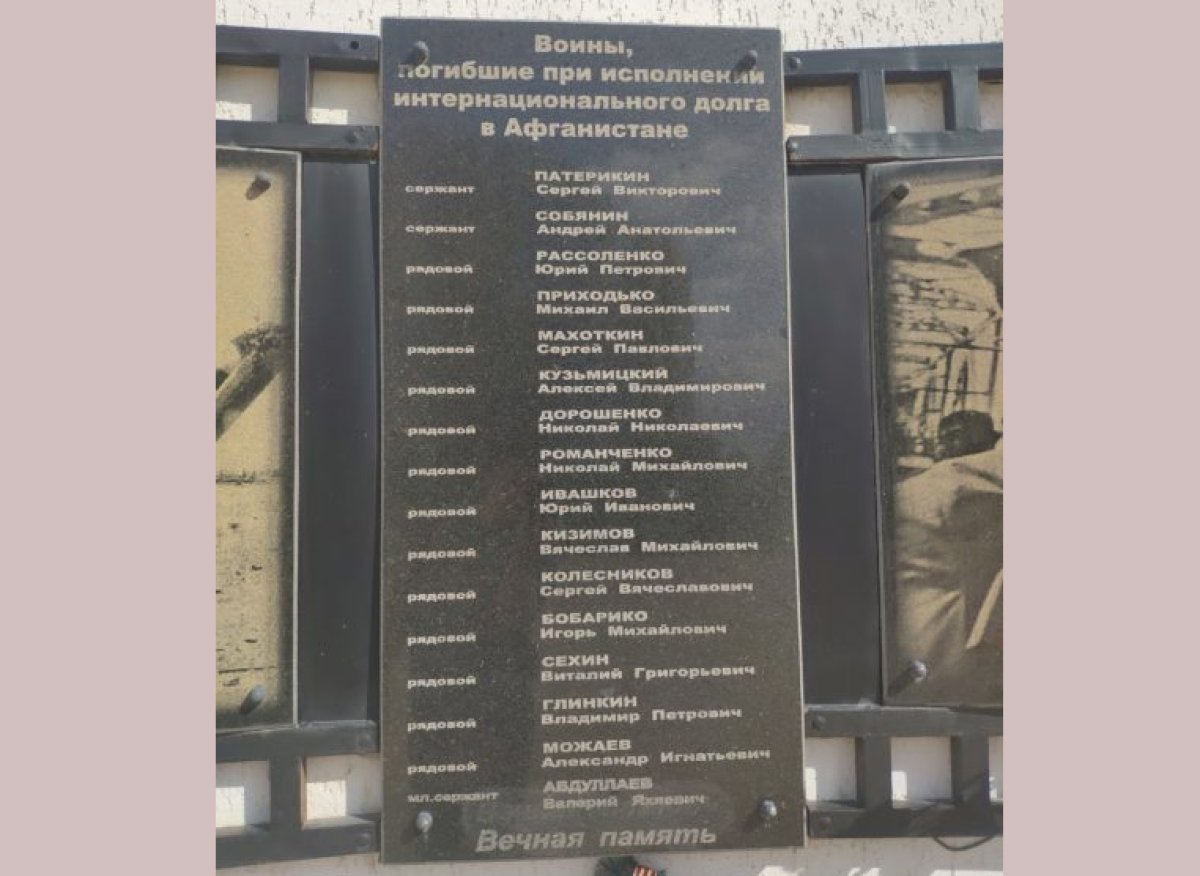 Воины,
погибшие при исполнении
интернационального долга
в Афганистане
ПАТЕРИКИН
сержант Сергей Викторович
СОБЯНИН
сержант Андрей Анатольевич
РАССОЛЕНКО
рядовой Юрий Петрович
ПРИХОДЬКО
рядовой Михаил Васильевич
МАХОТКИН
рядовой Сергей Павлович
КУЗЬМИЦКИЙ
рядовой Алексей Владимирович
ДОРОШЕНКО
рядовой Николай Николаевич
РОМАНЧЕНКО
рядовой Николай Михайлович
ИВАШКОВ
рядовой Юрий Иванович
КИЗИМОВ
рядовой Вячеслав Михайлович
КОЛЕСНИКОВ
рядовой Сергей Вячеславович
БОБАРИКО
рядовой Игорь Михайлович
СЕХИН
рядовой Виталий Григорьевич
ГЛИНКИН
рядовой Владимир Петрович
МОЖАЕВ
рядовой Александр Игнатьевич
АБДУЛЛАЕВ
мл.сержант Валерий
Вечная память